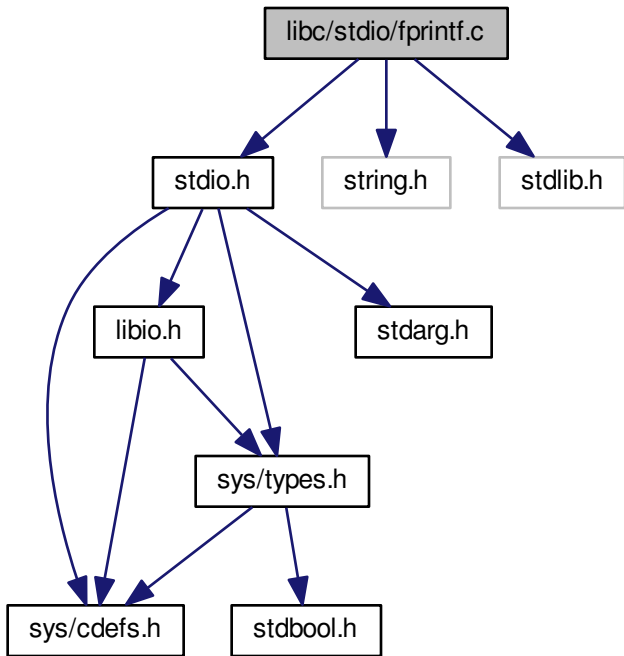 libc/stdio/fprintf.c
stdio.h
string.h
stdlib.h
libio.h
stdarg.h
sys/types.h
sys/cdefs.h
stdbool.h